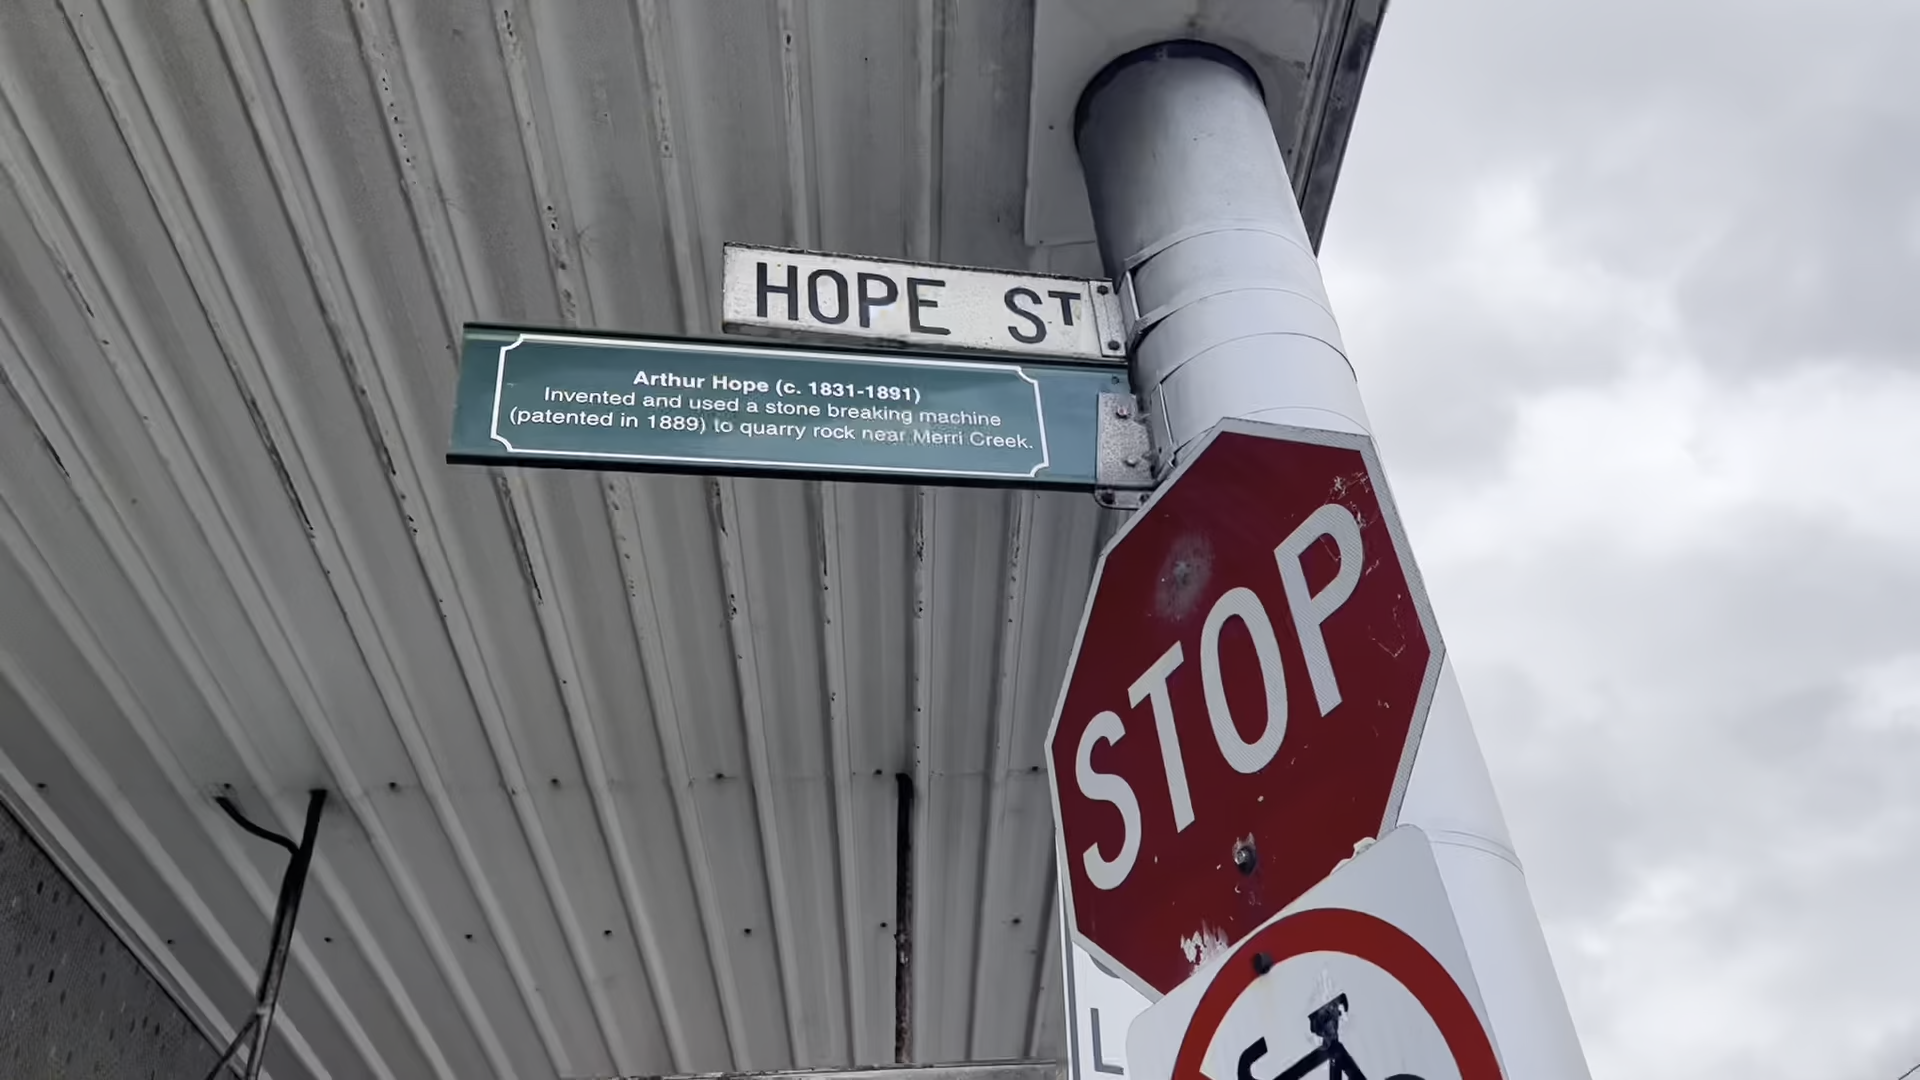 HOPE ST
Arthur Hope (c. 1831-1891)
Invented and used a stone breaking machine
(patented in 1889) to quarry rock near Merri Creek.
STOP
L